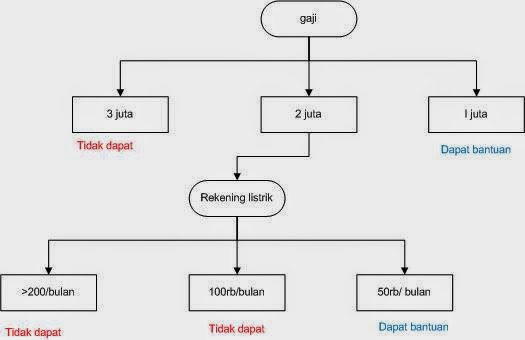 gaji
3 juta
2 juta
I juta
Tidak dapat
Dapat bantuan
Rekening listrik
>200/bulan
100rb/bulan
50rb/ bulan
Tidak dapat
Tidak dapat
Dapat bantuan